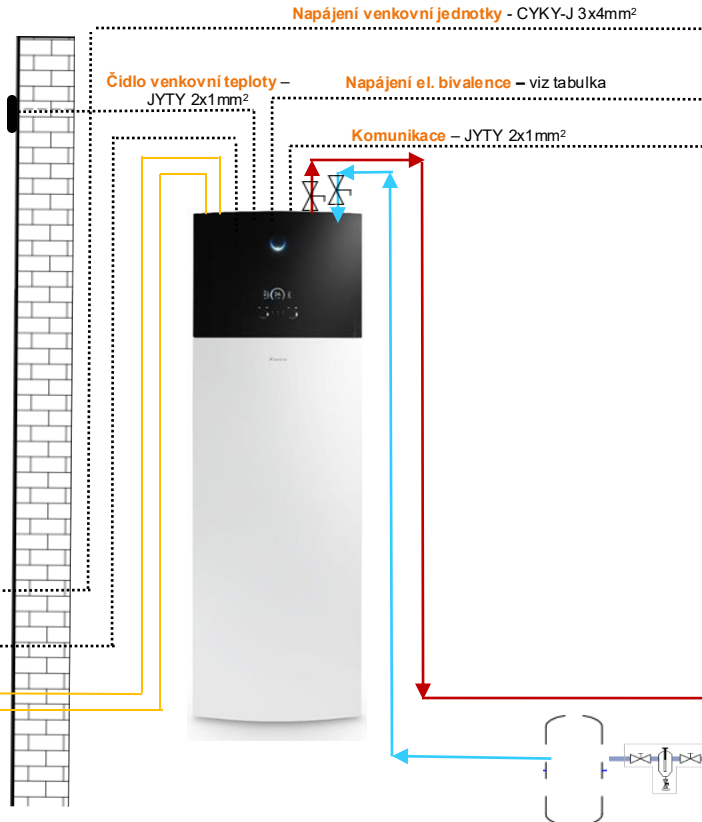 Napájení venkovní jednotky - CYKY-J 3x4mm²
Čidlo venkovní teploty –
JYTY 2x1mm²
Napájení el. bivalence – viz tabulka
Komunikace – JYTY 2x1mm²